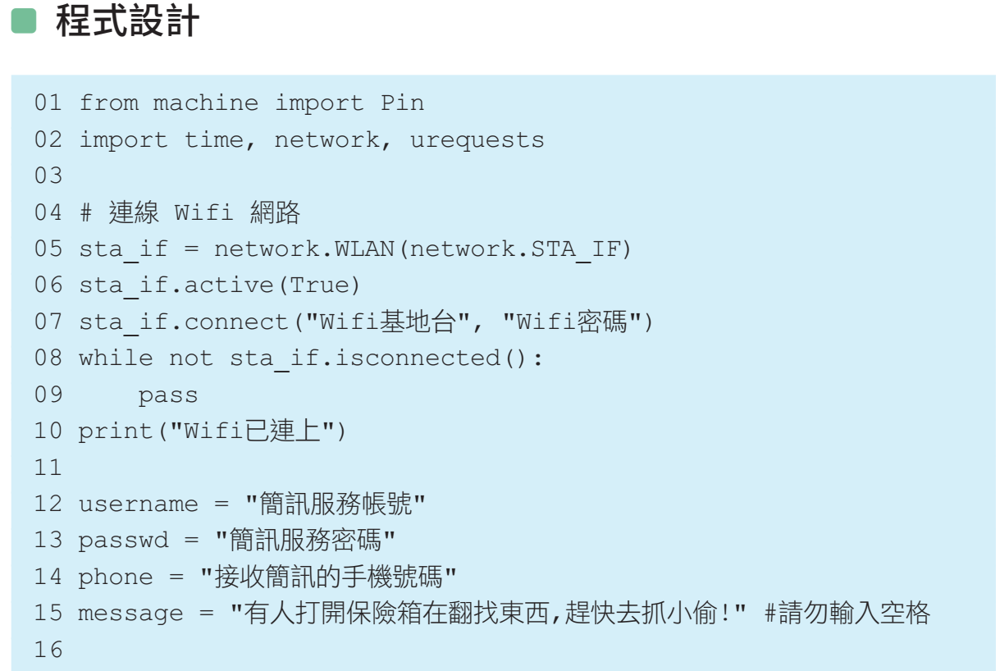 程式設計
01 from machine import Pin
02 import time, network, urequests
03
04 # 連線 Wifi 網路
05 sta_if = network.WLAN(network.STA_IF)
06 sta_if.active(True)
07 sta_if.connect("Wifi基地台", "Wifi密碼")
08 while not sta_if.isconnected():
09     pass
10 print("Wifi已連上")
11
12 username = "簡訊服務帳號"
13 passwd = "簡訊服務密碼"
14 phone = "接收簡訊的手機號碼"
15 message = "有人打開保險箱在翻找東西,趕快去抓小偷!" #請勿輸入空格
16